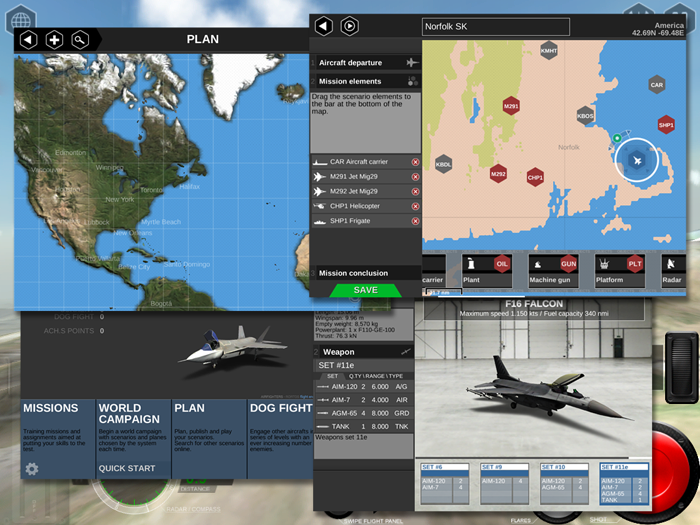 PLAN
Edmonton
Vancouver
Winnipeg
Toronto
Halifax
New York
Lubbock
Myrtle Beach
New Orleans
Belize City
Santo Domingo
Bogota
Norfolk SK
America
42.69N -69.48E
1 Aircraft departure
2 Mission elements
Drag the scenario elements to
the bar at the bottom of the
map.
CAR Aircraft carrier
M291 Jet Mig29
M292 Jet Mig29
CHP1 Helicopter
SHP1 Frigate
3 Mission conclusion
SAVE
KMHT
CAR
M291
KBOS
SHP1
Norfolk
KBDL
M292
CHP1
carrier
Plant
OIL
Machine gun
GUN
Platform
PLT
Radar
DOG FIGHT 0
ACH.S POINTS 0
MISSIONS
Training missions and
assignments aimed at
putting your skills to the
test.
WORLD
CAMPAIGN
Begin a world campaign
with scenarios and planes
chosen by the system
each time.
QUICK START
PLAN
Plan, publish and play
your scenarios.
Search for other scenarios
online.
DOG FIGHT
Engage other aircrafts
series of levels with an
ever increasing number
enemies.
Wingspan: 9.96 m
Empty weight: 8,570 kg
Powerplant: 1 x F110-GE-100
Thrust: 76.3 kN
2 Weapon
SET #11e
SET Q.TY \ RANGE \ TYPE
AIM-120 2 6.000 A/G
AIM-7 2 4.000 AIR
AGM-65 4 8.000 GRD
TANK 1 8.000 TNK
Weapons set 11e
F16 FALCON
Maximum speed 1.150 kts / Fuel capacity 340 nmi
SET #6
AIM-120 2
AIM-7 4
SET #9
AIM-120 4
SET #10
AIM-120 2
AGM-65 4
SET #11e
AIM-120 2
AIM-7 2
AGM-65 4
TANK 1
DISTANCE
RADAR / COMPASS
SWIPE FLIGHT PANEL
FLARES